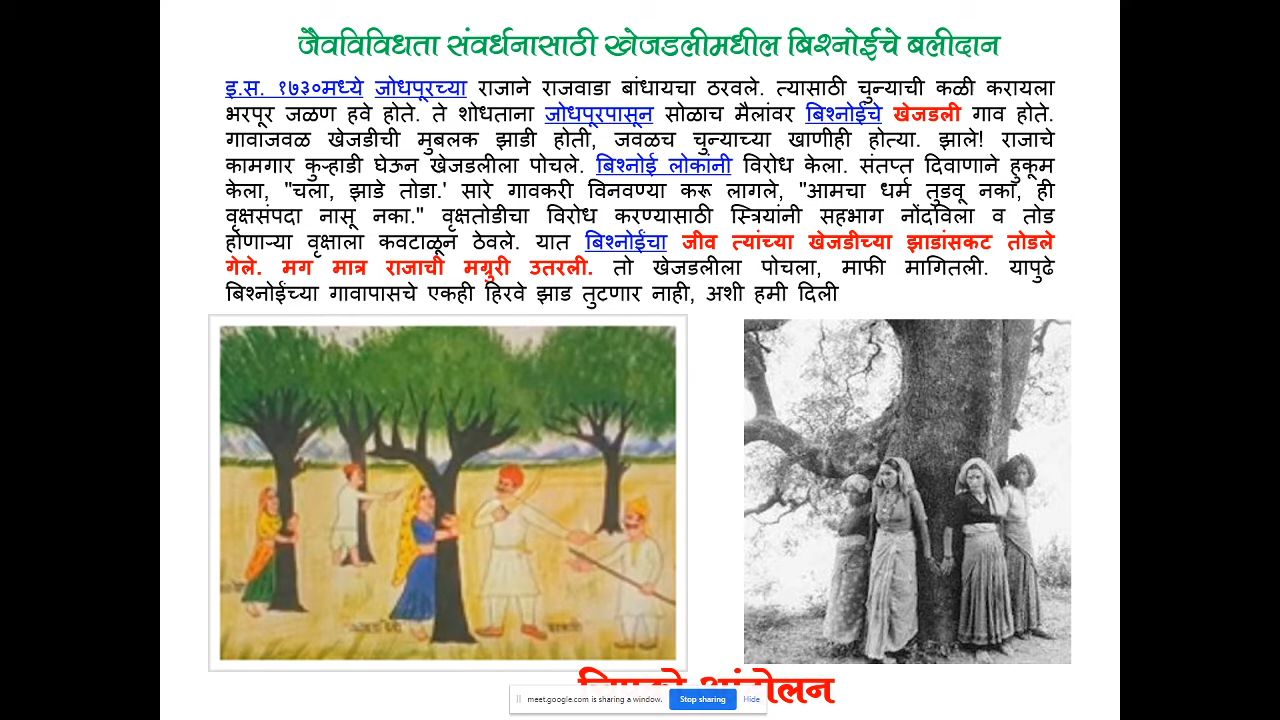 जैवविविधता संवर्धनासाठी खेजडलीमधील बिश्नोईचे बलीदान
इ.स. १७३०मध्ये जोधपूरच्या राजाने राजवाडा बांधायचा ठरवले. त्यासाठी चुन्याची कळी करायला
भरपूर जळण हवे होते. ते शोधताना जोधपूरपासून सोळाच मैलांवर बिश्नोईंचे खेजडली गाव होते.
गावाजवळ खेजडीची मुबलक झाडी होती, जवळच चुन्याच्या खाणीही होत्या. झाले! राजाचे
कामगार कुऱ्हाडी घेऊन खेजडलीला पोचले. बिश्नोई लोकांनी विरोध केला. संतप्त दिवाणाने हुकूम
केला, "चला, झाडे तोडा.' सारे गावकरी विनवण्या करू लागले, "आमचा धर्म तुडवू नका, ही
वृक्षसंपदा नासू नका." वृक्षतोडीचा विरोध करण्यासाठी स्त्रियांनी सहभाग नोंदविला व तोड
होणाऱ्या वृक्षाला कवटाळून ठेवले. यात बिश्नोईंचा जीव त्यांच्या खेजडीच्या झाडांसकट तोडले
गेले. मग मात्र राजाची मग्रुरी उतरली. तो खेजडलीला पोचला, माफी मागितली. यापुढे
बिश्नोईंच्या गावापासचे एकही हिरवे झाड तुटणार नाही, अशी हमी दिली
meet.google.com is sharing a window. Stop sharing Hide